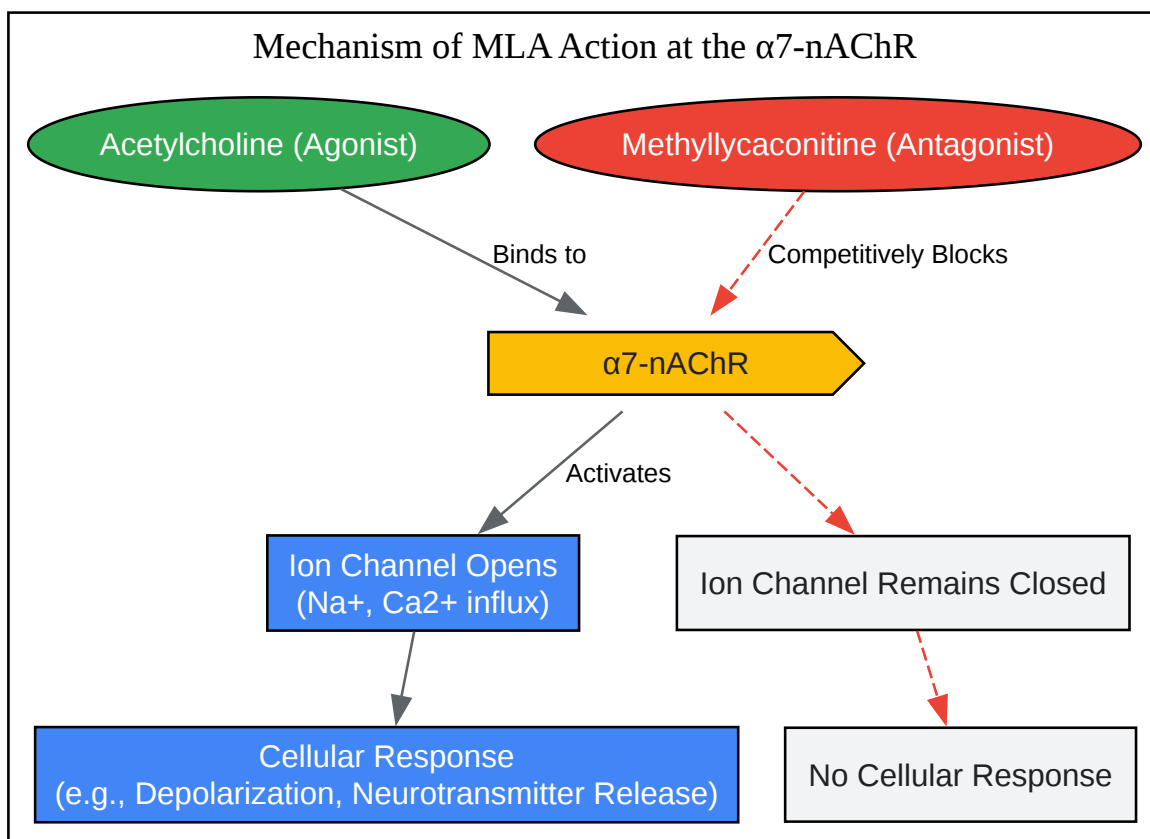 Mechanism of MLA Action at the α7-nAChR
Acetylcholine (Agonist)
Methyllycaconitine (Antagonist)
Binds to
Competitively Blocks
α7-nAChR
Activates
Ion Channel Opens
(Na+, Ca2+ influx)
Ion Channel Remains Closed
Cellular Response
(e.g., Depolarization, Neurotransmitter Release)
No Cellular Response